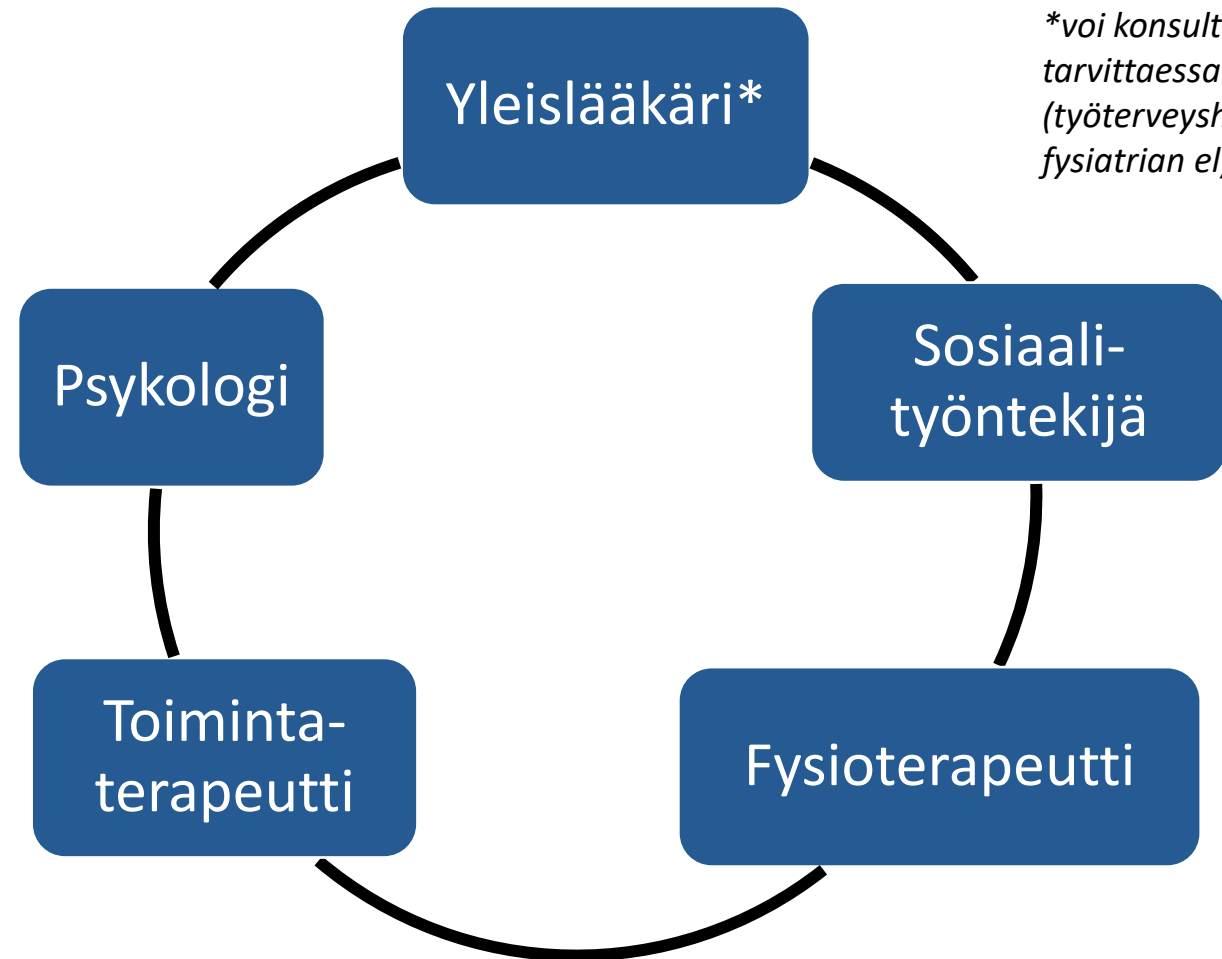 *voi konsult
tarvittaessa
(työterveysh
fysiatrian el
Yleislääkäri*
Psykologi
Sosiaali-
työntekijä
Toiminta-
terapeutti
Fysioterapeutti